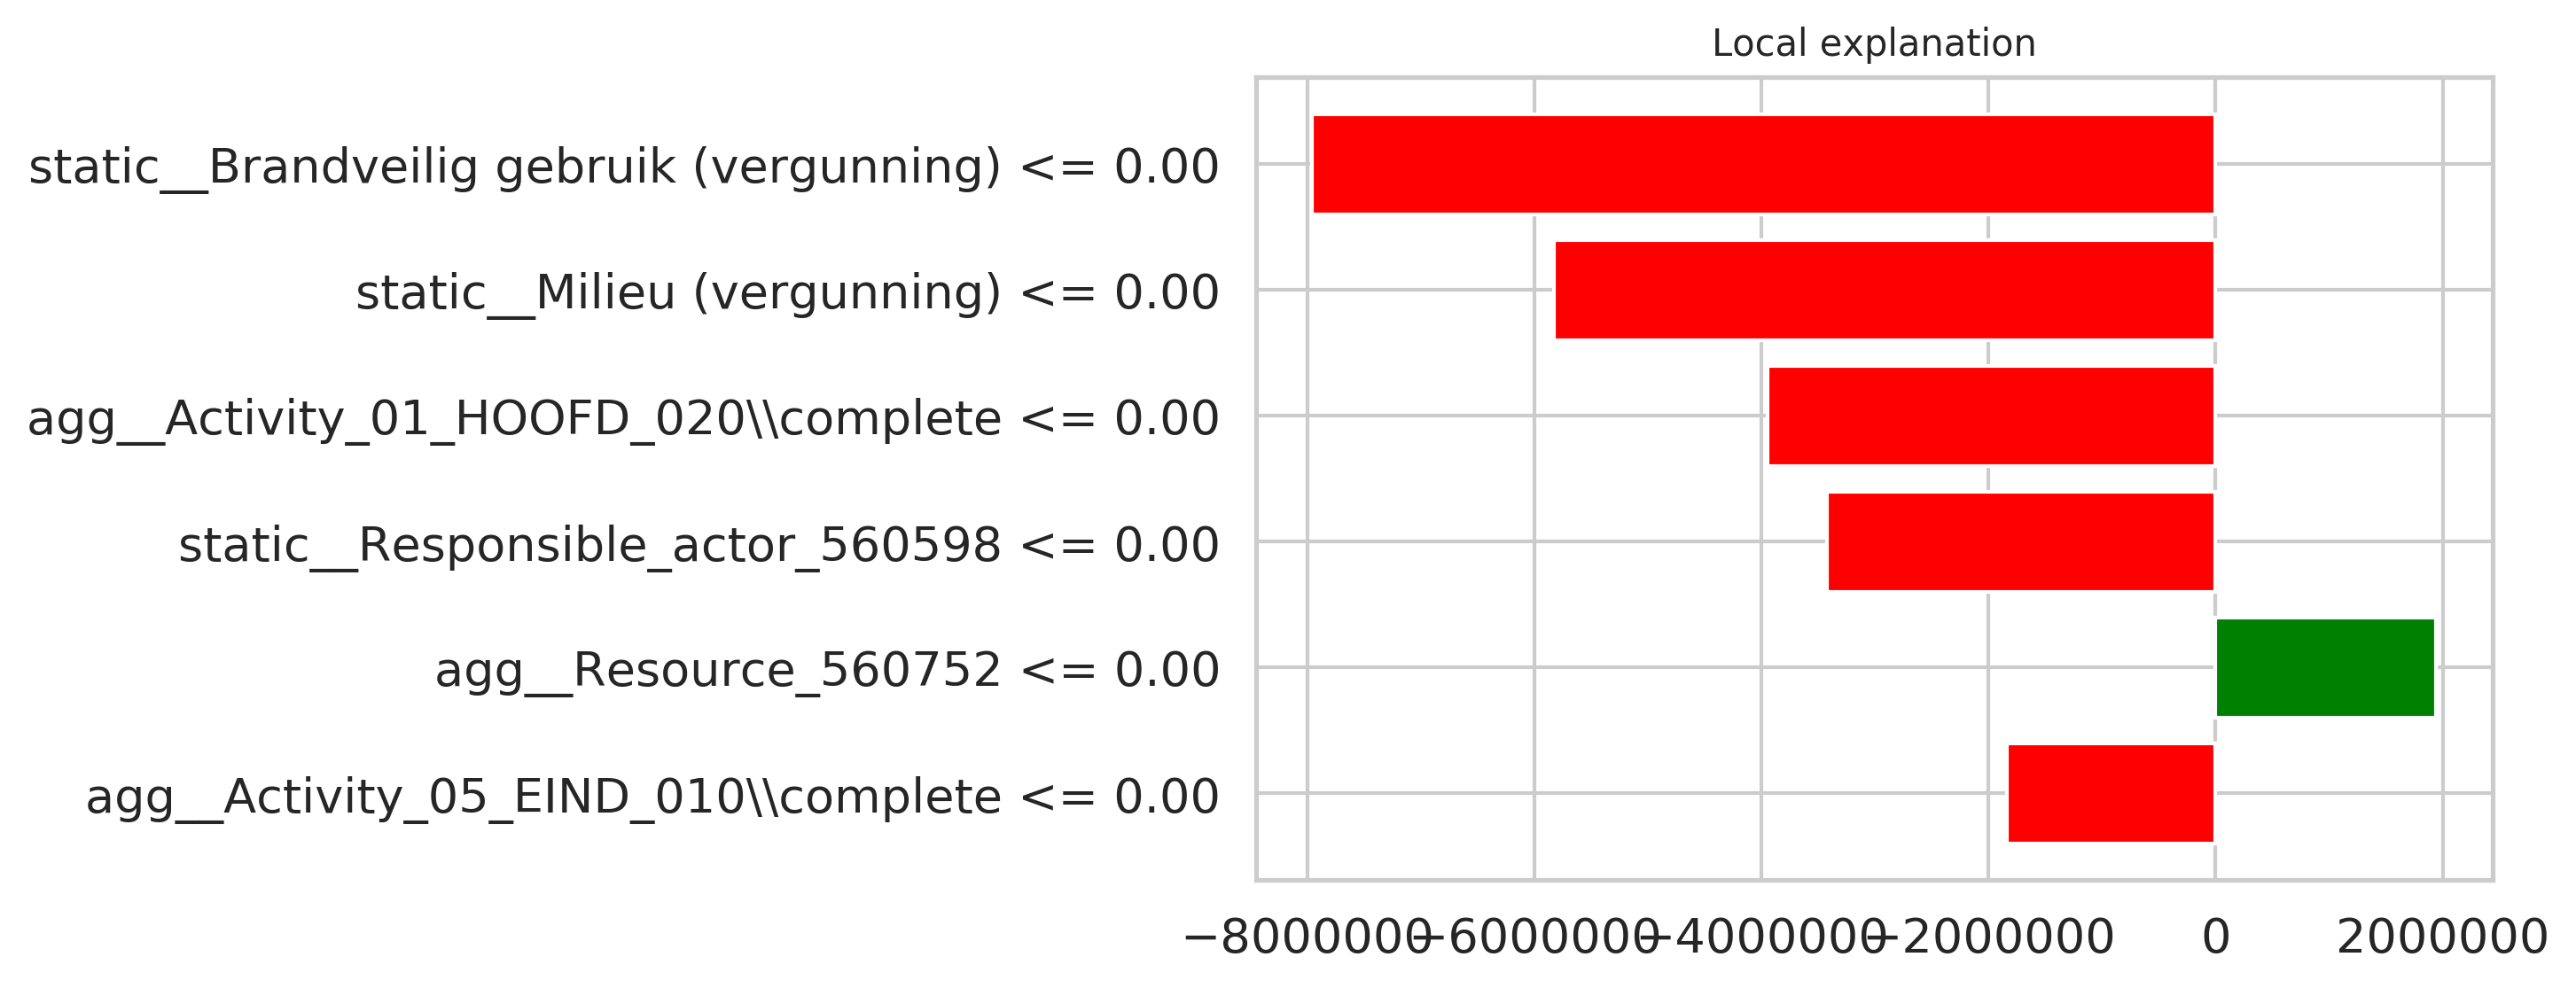 Local explanation
static__Brandveilig gebruik (vergunning) <= 0.00
static__Milieu (vergunning) <= 0.00
agg__Activity_01_HOOFD_020\\complete <= 0.00
static__Responsible_actor_560598 <= 0.00
agg__Resource_560752 <= 0.00
agg__Activity_05_EIND_010\\complete <= 0.00
−8000000 −6000000 −4000000 −2000000 0 2000000